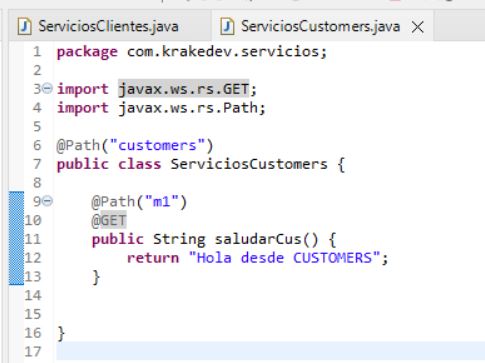 ServiciosClientes.java ServiciosCustomers.java
1 package com.krakedev.servicios;
2
3 import javax.ws.rs.GET;
4 import javax.ws.rs.Path;
5
6 @Path("customers")
7 public class ServiciosCustomers {
8
9 @Path("m1")
10 @GET
11 public String saludarCus() {
12 return "Hola desde CUSTOMERS";
13 }
14
15
16 }
17